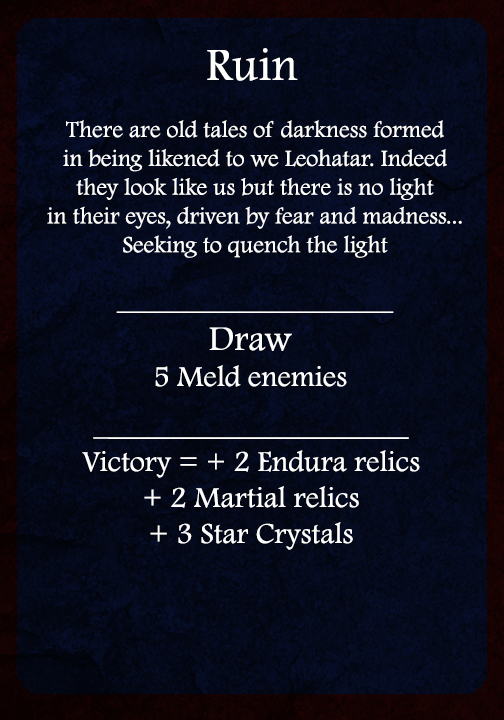 Ruin
There are old tales of darkness formed
in being likened to we Leohatar. Indeed
they look like us but there is no light
in their eyes, driven by fear and madness...
Seeking to quench the light
Draw
5 Meld enemies
Victory = + 2 Endura relics
+ 2 Martial relics
+ 3 Star Crystals